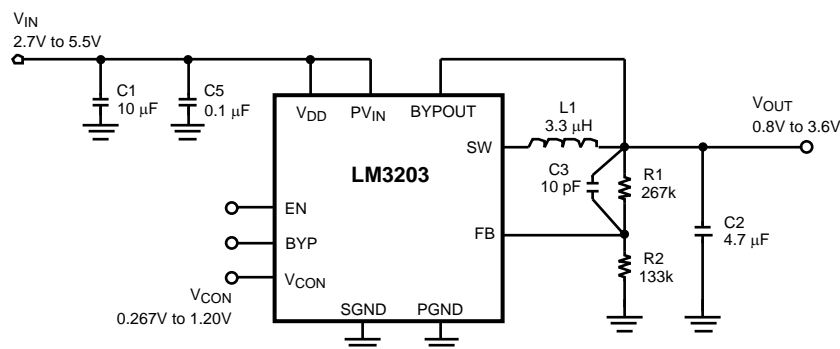 VIN
2.7V to 5.5V
C1
10 μF
C5
0.1 μF
VDD
PVIN
BYPOUT
L1
3.3 μH
VOUT
0.8V to 3.6V
SW
LM3203
C3
10 pF
R1
267k
EN
BYP
VCON
FB
C2
4.7 μF
R2
133k
VCON
0.267V to 1.20V
SGND
PGND